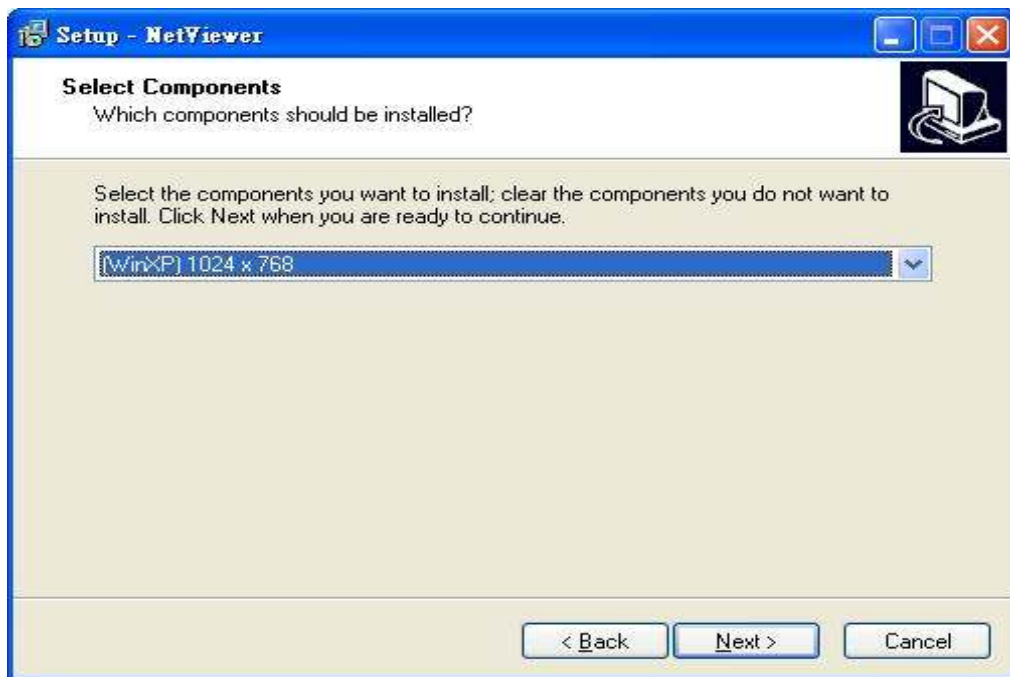 Setup - NetViewer
Select Components
Which components should be installed?
Select the components you want to install; clear the components you do not want to
install. Click Next when you are ready to continue.
(WinXP) 1024 x 768
< Back
Next >
Cancel